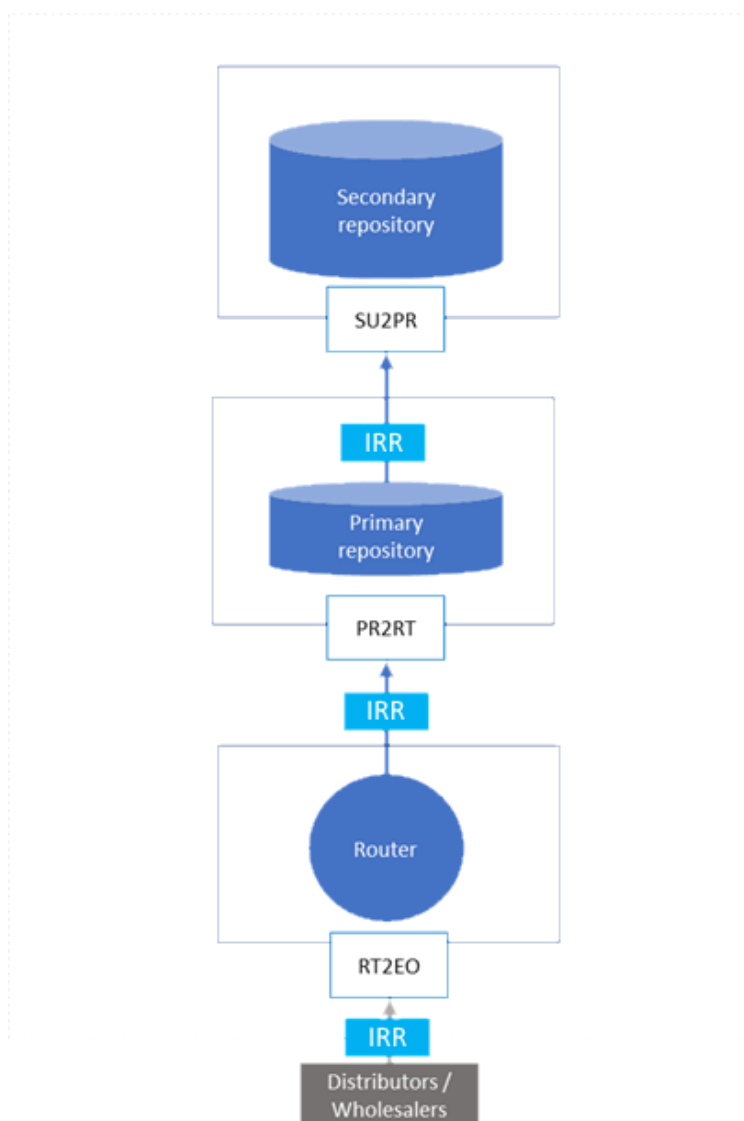 Secondary
repository
SU2PR
IRR
Primary
repository
PR2RT
IRR
Router
RT2EO
IRR
Distributors /
Wholesalers